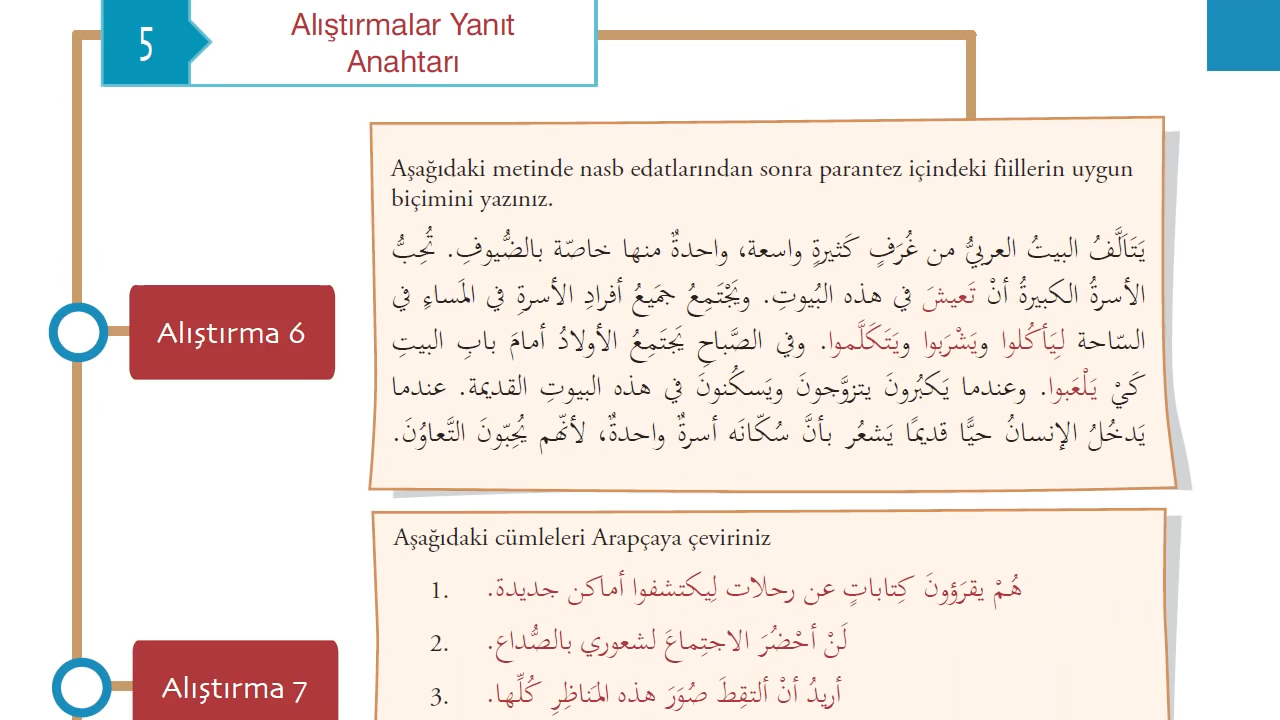 5
Alıştırmalar Yanıt
Anahtarı
Aşağıdaki metinde nasb edatlarından sonra parantez içindeki fiillerin uygun
biçimini yazınız.
يَتَاَلَّفُ البيتُ العربيُّ من غُرَفٍ كَثيرةٍ واسعة، واحدةٌ منها خاصّة بالضُّيوفِ. تُحِبُّ
الأسرةُ الكبيرةُ أنْ تَعيشَ في هذه البُيوتِ. ويَجْتَمِعُ جَميعُ أفرادِ الأسرةِ في المَساءِ في
السّاحة لِيَأكُلوا ويَشْرَبوا ويَتَكَلَّموا. وفي الصَّباحِ يَجتَمِعُ الأولادُ أمامَ بابِ البيتِ
كَيْ يَلْعَبوا. وعندما يَكبُرونَ يتزوَّجونَ ويَسكُنونَ في هذه البيوتِ القديمة. عندما
يَدخُلُ الإنسانُ حيًّا قديمًا يَشعُر بأنَّ سُكّانَه أسرةٌ واحدةٌ، لأنّهم يُحِبّونَ التَّعاوُنَ.
Alıştırma 6
Aşağıdaki cümleleri Arapçaya çeviriniz
1. هُمْ يقرَؤونَ كِتاباتٍ عن رحلات لِيكتشفوا أماكن جديدة.
2. لَنْ أحْضُرَ الاجتِماعَ لشعوري بالصُّداع.
3. أريدُ أنْ ألتقِطَ صُوَرَ هذه المَناظِرِ كُلِّها.
Alıştırma 7